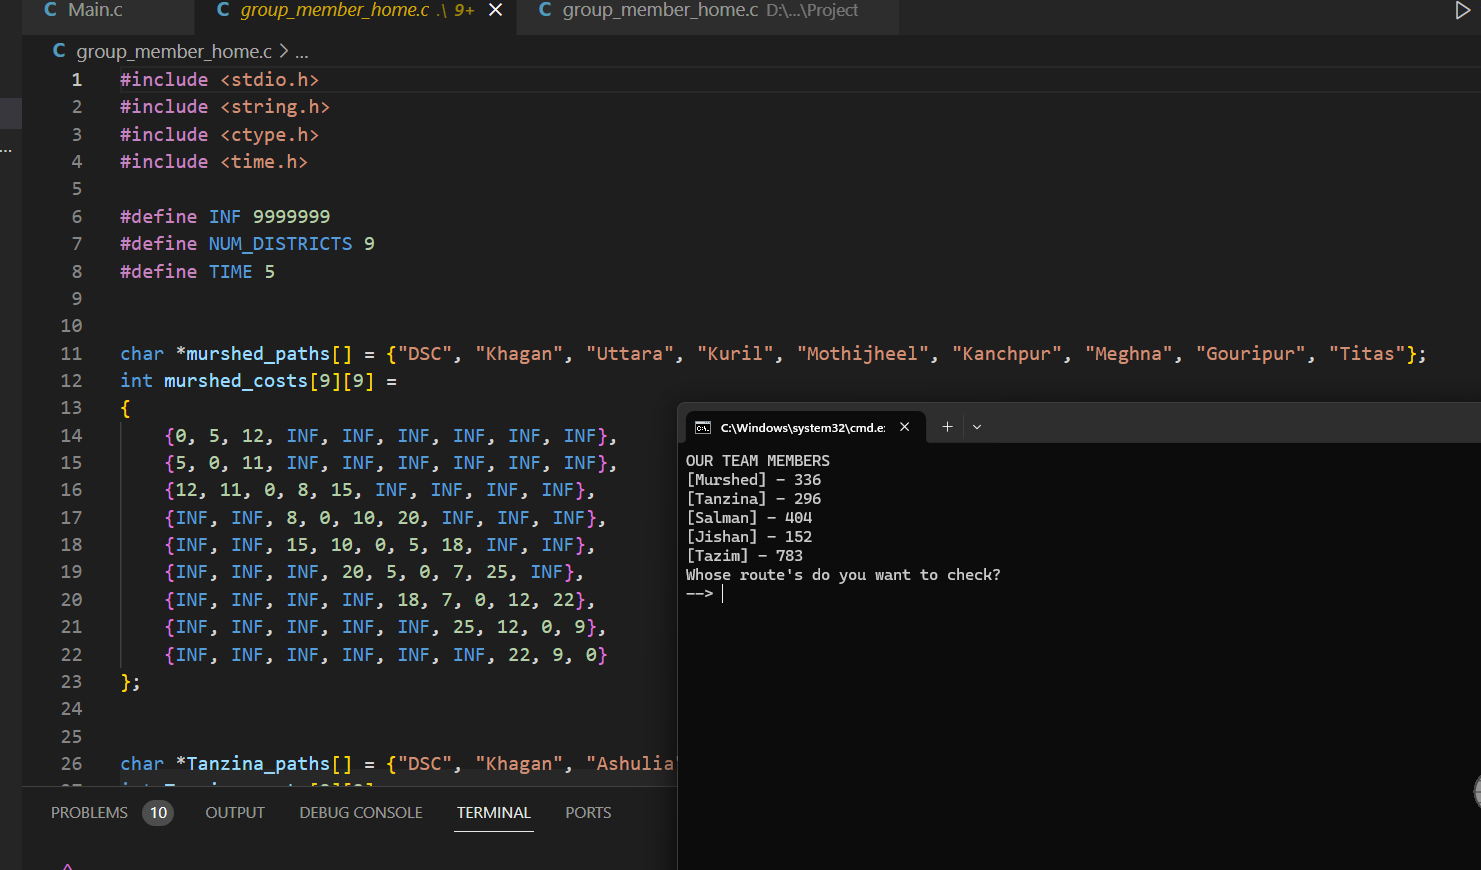 Main.c
group_member_home.c .\ 9+
group_member_home.c D:\...\Project
group_member_home.c > ...
1 #include <stdio.h>
2 #include <string.h>
3 #include <ctype.h>
4 #include <time.h>
5
6 #define INF 9999999
7 #define NUM_DISTRICTS 9
8 #define TIME 5
9
10
11 char *murshed_paths[] = {"DSC", "Khagan", "Uttara", "Kuril", "Mothijheel", "Kanchpur", "Meghna", "Gouripur", "Titas"};
12 int murshed_costs[9][9] =
13 {
14 {0, 5, 12, INF, INF, INF, INF, INF, INF},
15 {5, 0, 11, INF, INF, INF, INF, INF, INF},
16 {12, 11, 0, 8, 15, INF, INF, INF, INF},
17 {INF, INF, 8, 0, 10, 20, INF, INF, INF},
18 {INF, INF, 15, 10, 0, 5, 18, INF, INF},
19 {INF, INF, INF, 20, 5, 0, 7, 25, INF},
20 {INF, INF, INF, INF, 18, 7, 0, 12, 22},
21 {INF, INF, INF, INF, INF, 25, 12, 0, 9},
22 {INF, INF, INF, INF, INF, INF, 22, 9, 0}
23 };
24
25
26 char *Tanzina_paths[] = {"DSC", "Khagan", "Ashulia
PROBLEMS 10 OUTPUT DEBUG CONSOLE TERMINAL PORTS
C:\Windows\system32\cmd.e
OUR TEAM MEMBERS
[Murshed] - 336
[Tanzina] - 296
[Salman] - 404
[Jishan] - 152
[Tazim] - 783
Whose route's do you want to check?
-->